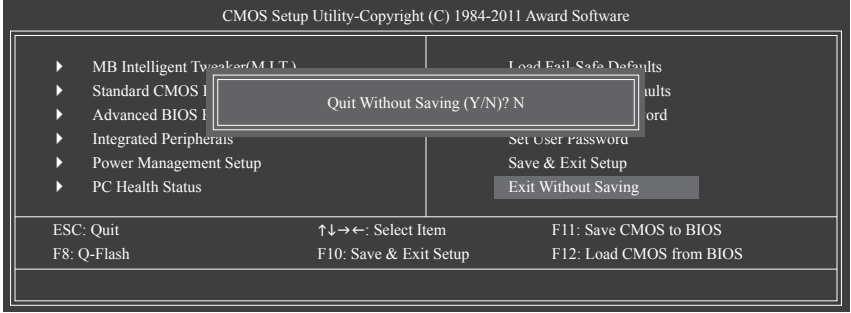 CMOS Setup Utility-Copyright (C) 1984-2011 Award Software
MB Intelligent Tweaker(M.I.T.)
Standard CMOS
Advanced BIOS
Integrated Peripherals
Power Management Setup
PC Health Status
Load Fail-Safe Defaults
Set User Password
Save & Exit Setup
Exit Without Saving
Quit Without Saving (Y/N)? N
ESC: Quit
↑↓→←: Select Item
F11: Save CMOS to BIOS
F8: Q-Flash
F10: Save & Exit Setup
F12: Load CMOS from BIOS